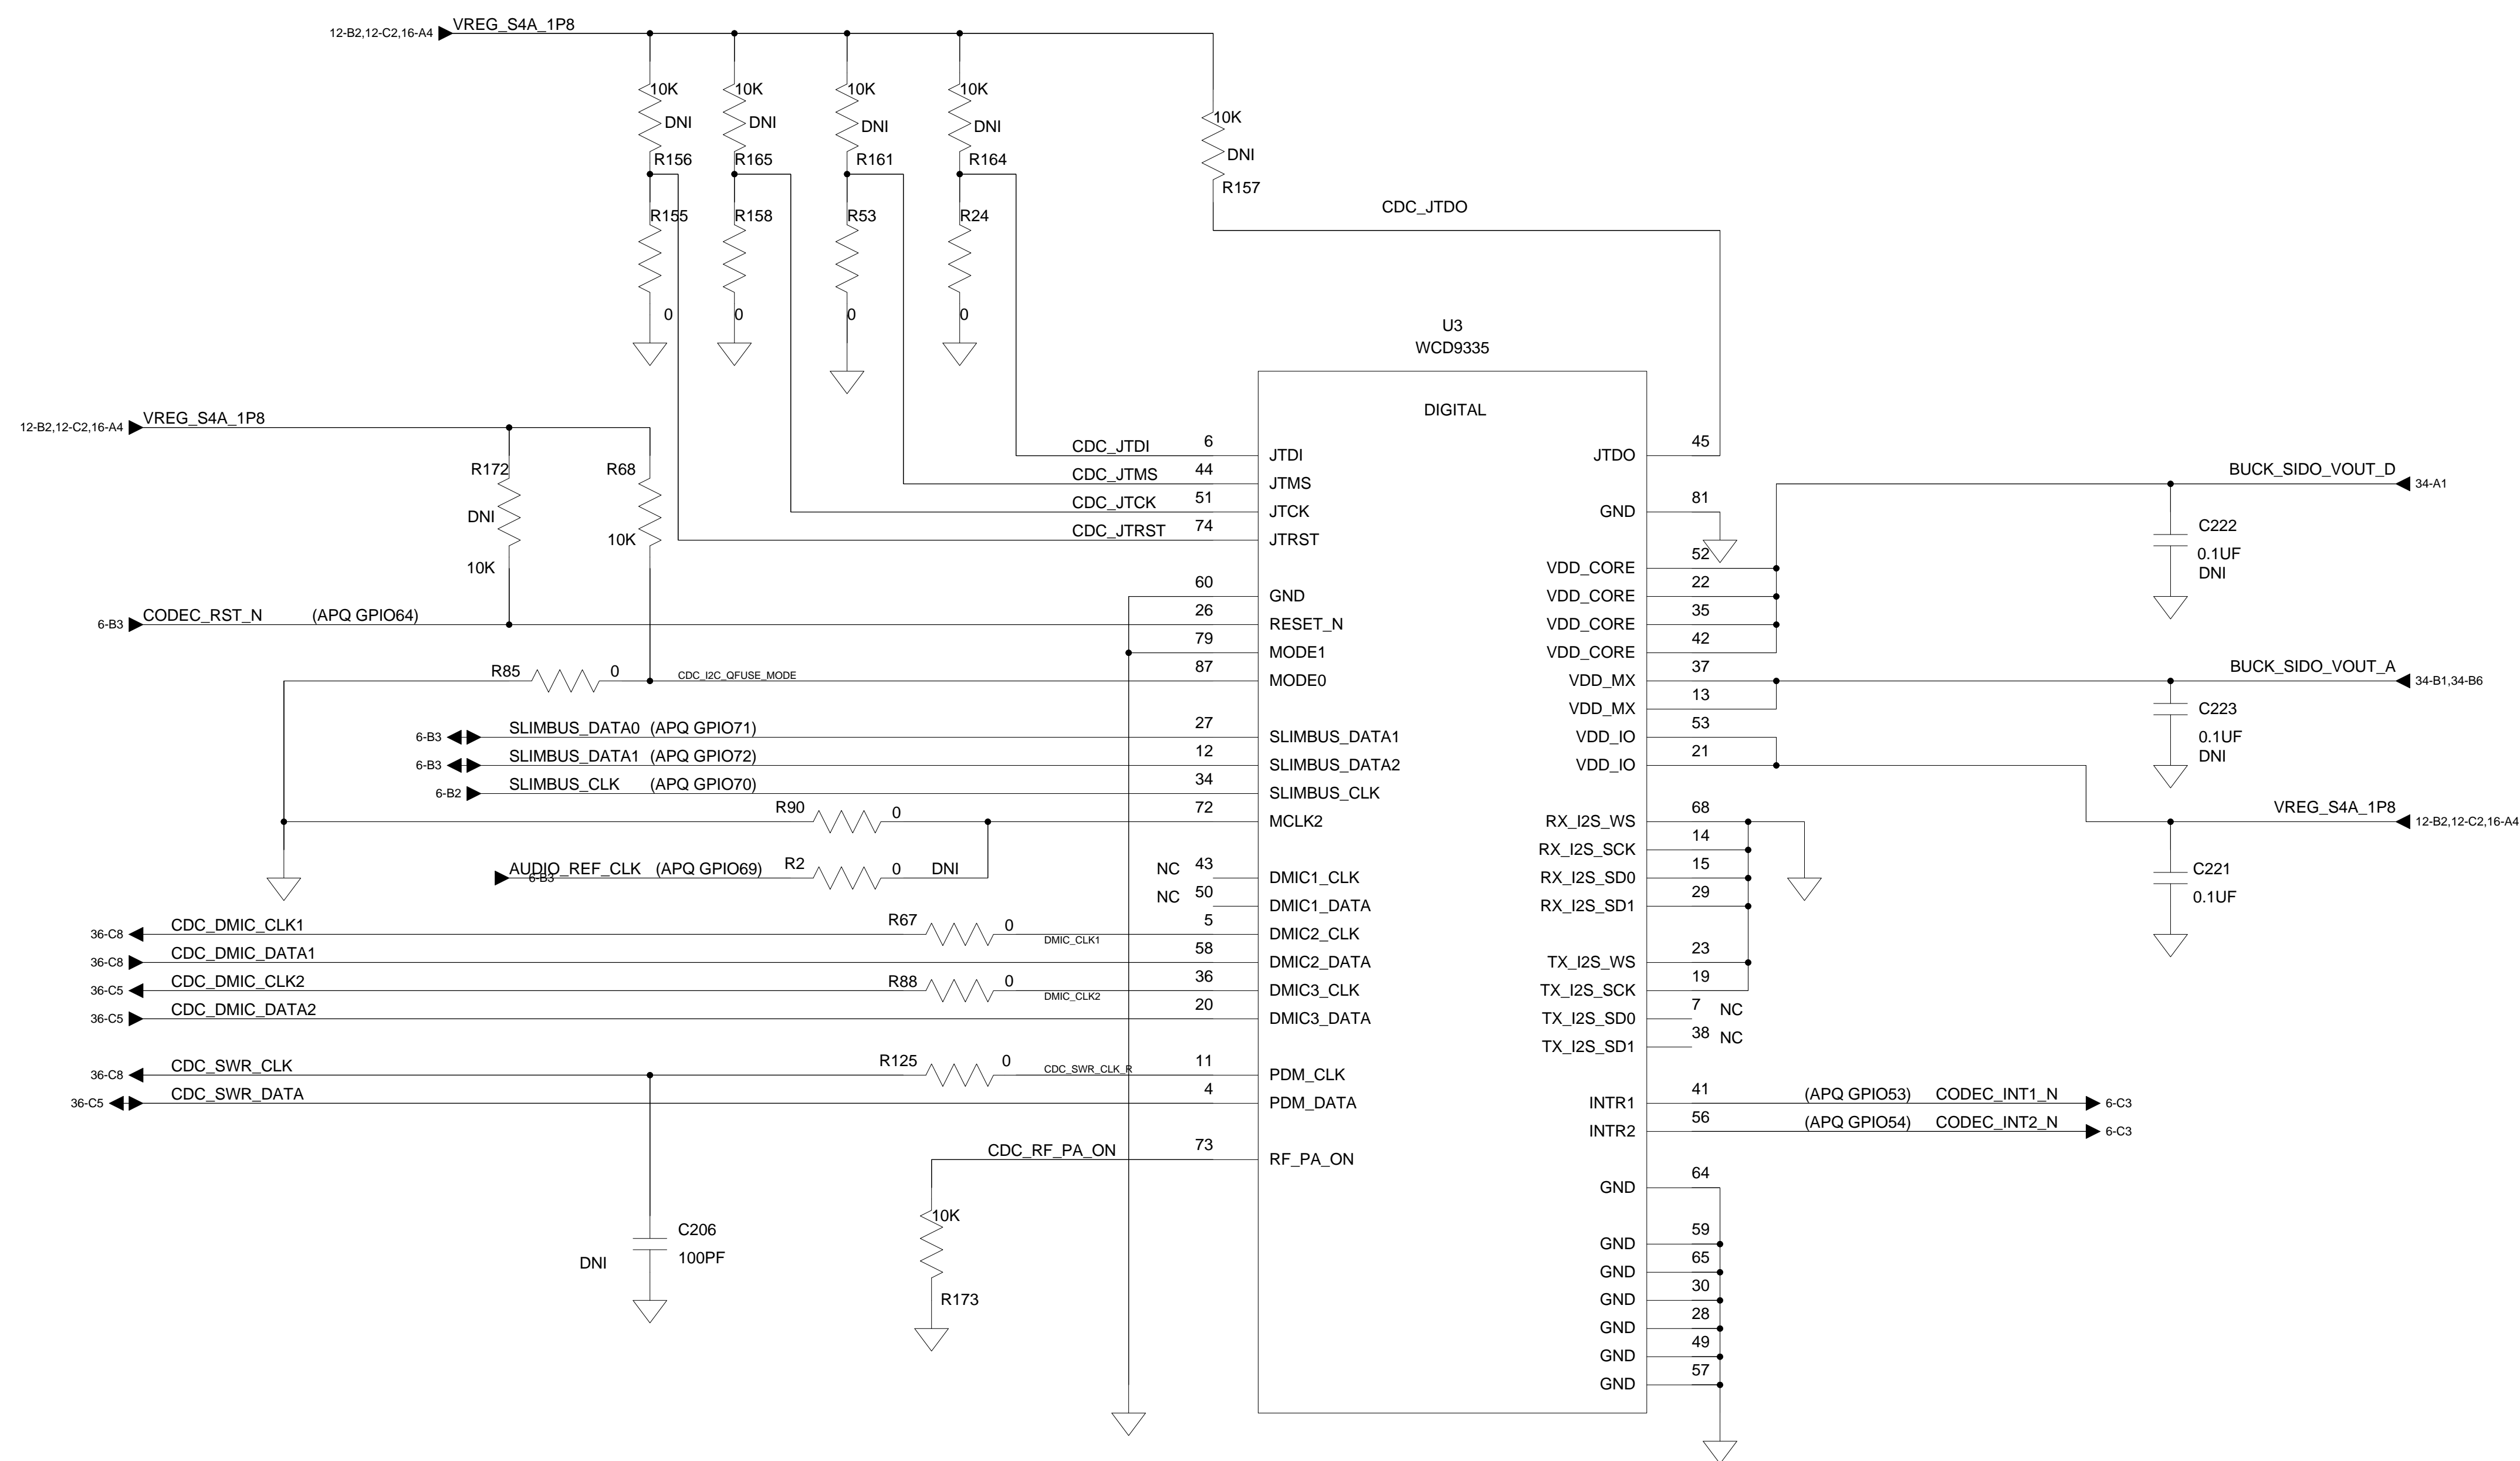 12-B2,12-C2,16-A4 VREG_S4A_1P8
10K 10K 10K 10K
10K
DNI DNI DNI DNI
DNI
R156 R165 R161 R164
R157
CDC_JTDO
R155 R158 R53 R24
0 0 0 0
U3
WCD9335
DIGITAL
12-B2,12-C2,16-A4 VREG_S4A_1P8
R172 R68
DNI
10K
10K
CDC_JTDI 6 JTDI
CDC_JTMS 44 JTMS
CDC_JTCK 51 JTCK
CDC_JTRST 74 JTRST
60 GND
6-B3 CODEC_RST_N (APQ GPIO64) 26 RESET_N
79 MODE1
R85 0 CDC_I2C_QFUSE_MODE 87 MODE0
6-B3 SLIMBUS_DATA0 (APQ GPIO71) 27 SLIMBUS_DATA1
6-B3 SLIMBUS_DATA1 (APQ GPIO72) 12 SLIMBUS_DATA2
6-B2 SLIMBUS_CLK (APQ GPIO70) 34 SLIMBUS_CLK
R90 0 72 MCLK2
AUDIO_REF_CLK (APQ GPIO69) R2 0 DNI
6-B3
NC 43 DMIC1_CLK
NC 50 DMIC1_DATA
36-C8 CDC_DMIC_CLK1 R67 0 DMIC_CLK1 5 DMIC2_CLK
36-C8 CDC_DMIC_DATA1 58 DMIC2_DATA
36-C5 CDC_DMIC_CLK2 R88 0 DMIC_CLK2 36 DMIC3_CLK
36-C5 CDC_DMIC_DATA2 20 DMIC3_DATA
36-C8 CDC_SWR_CLK R125 0 CDC_SWR_CLK_R 11 PDM_CLK
36-C5 CDC_SWR_DATA 4 PDM_DATA
CDC_RF_PA_ON 73 RF_PA_ON
C206
DNI 100PF
10K
R173
JTDO 45
GND 81
VDD_CORE 52
VDD_CORE 22
VDD_CORE 35
VDD_CORE 42
VDD_MX 37
VDD_MX 13
VDD_IO 53
VDD_IO 21
RX_I2S_WS 68
RX_I2S_SCK 14
RX_I2S_SD0 15
RX_I2S_SD1 29
TX_I2S_WS 23
TX_I2S_SCK 19
TX_I2S_SD0 7 NC
TX_I2S_SD1 38 NC
INTR1 41 (APQ GPIO53) CODEC_INT1_N 6-C3
INTR2 56 (APQ GPIO54) CODEC_INT2_N 6-C3
GND 64
GND 59
GND 65
GND 30
GND 28
GND 49
GND 57
BUCK_SIDO_VOUT_D 34-A1
C222
0.1UF
DNI
BUCK_SIDO_VOUT_A 34-B1,34-B6
C223
0.1UF
DNI
VREG_S4A_1P8 12-B2,12-C2,16-A4
C221
0.1UF